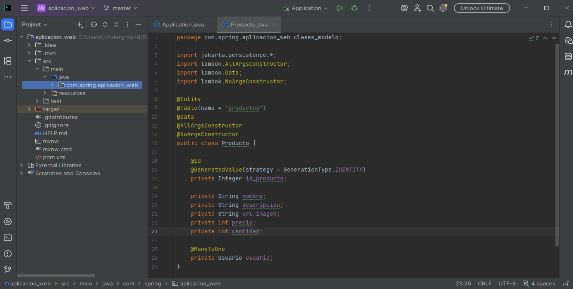 aplicacion_web
master
Application
Unlock Ultimate
Project
Application.java
Producto.java
aplicacion_web
.idea
.mvn
src
main
java
com.spring.aplicacion_web
resources
test
target
.gitattributes
.gitignore
HELP.md
mvnw
mvnw.cmd
pom.xml
External Libraries
Scratches and Consoles
package com.spring.aplicacion_web.clases_modelo;
import jakarta.persistence.*;
import lombok.AllArgsConstructor;
import lombok.Data;
import lombok.NoArgsConstructor;
@Entity
@Table(name = "productos")
@Data
@AllArgsConstructor
@NoArgsConstructor
public class Producto {
@Id
@GeneratedValue(strategy = GenerationType.IDENTITY)
private Integer id_producto;
private String nombre;
private String descripcion;
private String url_imagen;
private int precio;
private int cantidad;
@ManyToOne
private Usuario usuario;
}
aplicacion_web > src > main > java > com > spring > aplicacion_web
23:26 CRLF UTF-8 4 spaces